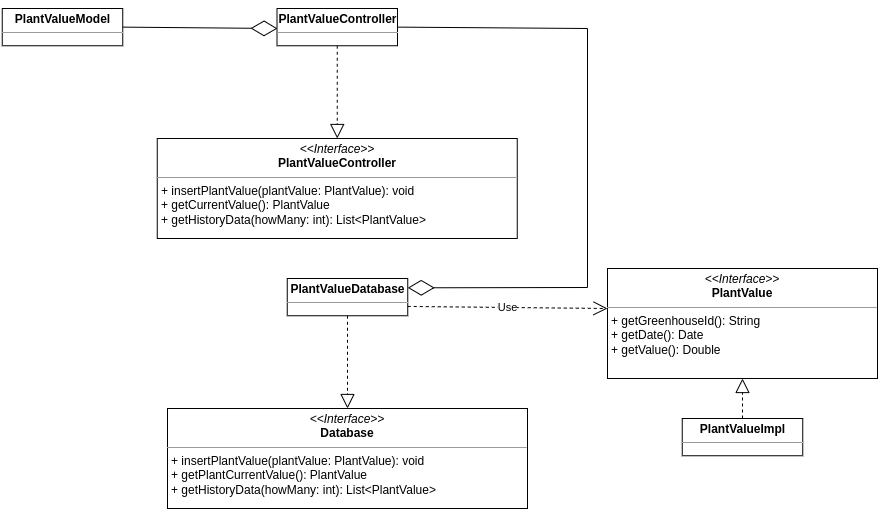 PlantValueModel
PlantValueController
<<Interface>>
PlantValueController
+ insertPlantValue(plantValue: PlantValue): void
+ getCurrentValue(): PlantValue
+ getHistoryData(howMany: int): List<PlantValue>
PlantValueDatabase
Use
<<Interface>>
PlantValue
+ getGreenhouseId(): String
+ getDate(): Date
+ getValue(): Double
PlantValueImpl
<<Interface>>
Database
+ insertPlantValue(plantValue: PlantValue): void
+ getPlantCurrentValue(): PlantValue
+ getHistoryData(howMany: int): List<PlantValue>